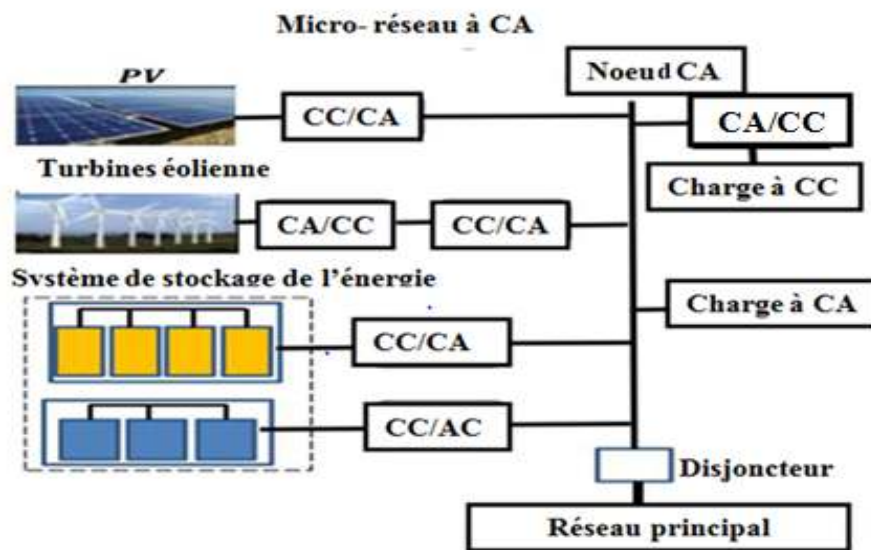 Micro- réseau à CA
PV
Noeud CA
CC/CA
CA/CC
Turbines éolienne
Charge à CC
CA/CC
CC/CA
Système de stockage de l'énergie
Charge à CA
CC/CA
CC/AC
Disjoncteur
Réseau principal